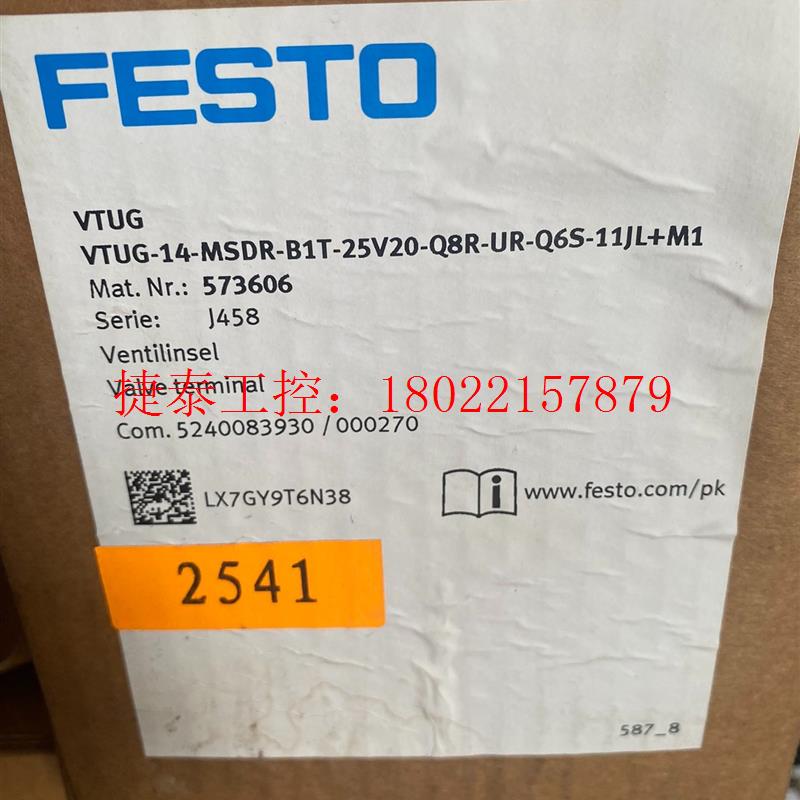 FESTO
VTUG
VTUG-14-MSDR-B1T-25V20-Q8R-UR-Q6S-11JL+M1
Mat. Nr.: 573606
Serie: J458
Ventilinsel
Valve terminal
捷泰工控：18022157879
Com. 5240083930 / 000270
LX7GY9T6N38
i www.festo.com/pk
2541
587_8